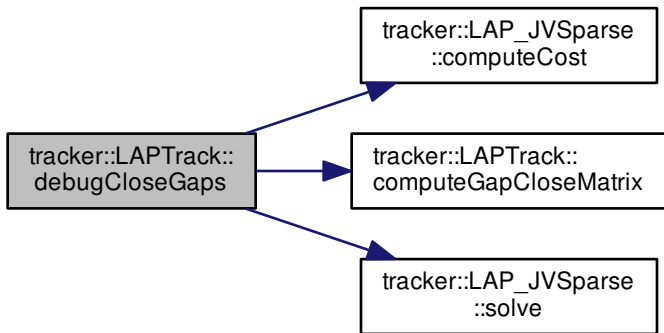 tracker::LAP_JVSparse
::computeCost
tracker::LAPTrack::
debugCloseGaps
tracker::LAPTrack::
computeGapCloseMatrix
tracker::LAP_JVSparse
::solve